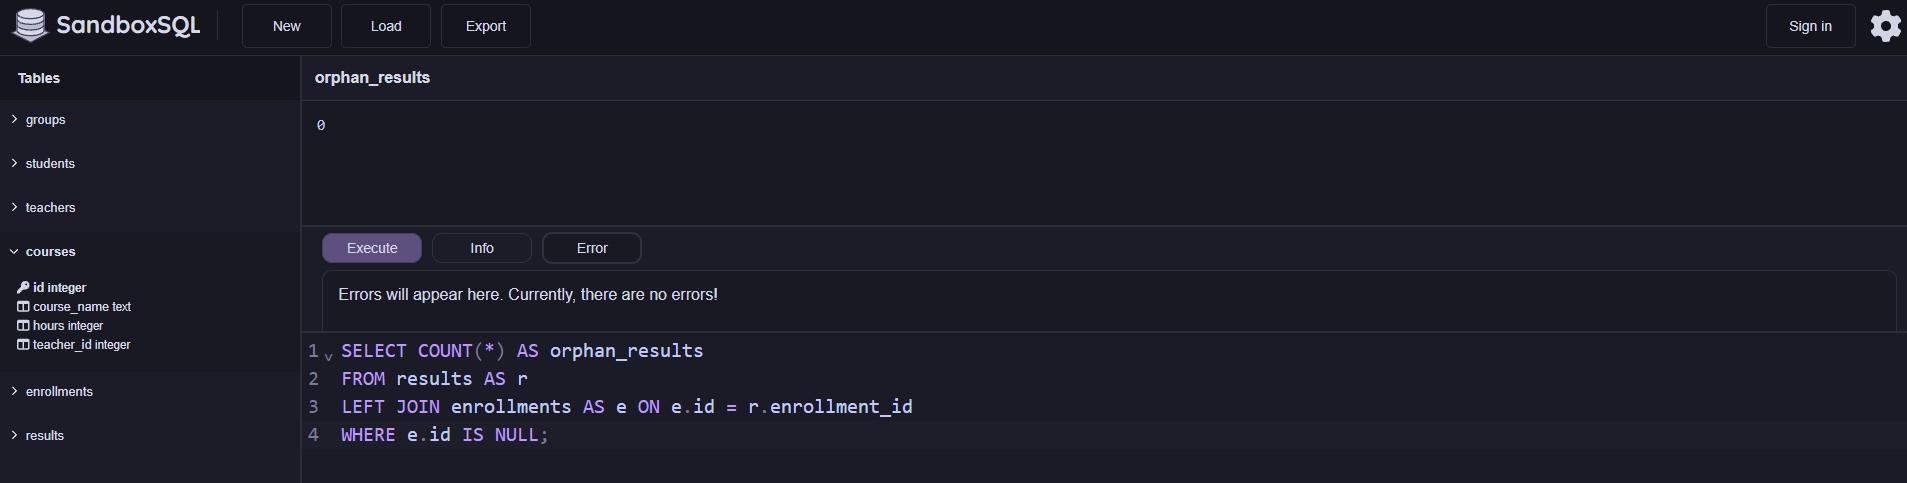 SandboxSQL
New
Load
Export
Sign in
Tables
groups
students
teachers
courses
id integer
course_name text
hours integer
teacher_id integer
enrollments
results
orphan_results
0
Execute
Info
Error
Errors will appear here. Currently, there are no errors!
1 SELECT COUNT(*) AS orphan_results
2 FROM results AS r
3 LEFT JOIN enrollments AS e ON e.id = r.enrollment_id
4 WHERE e.id IS NULL;